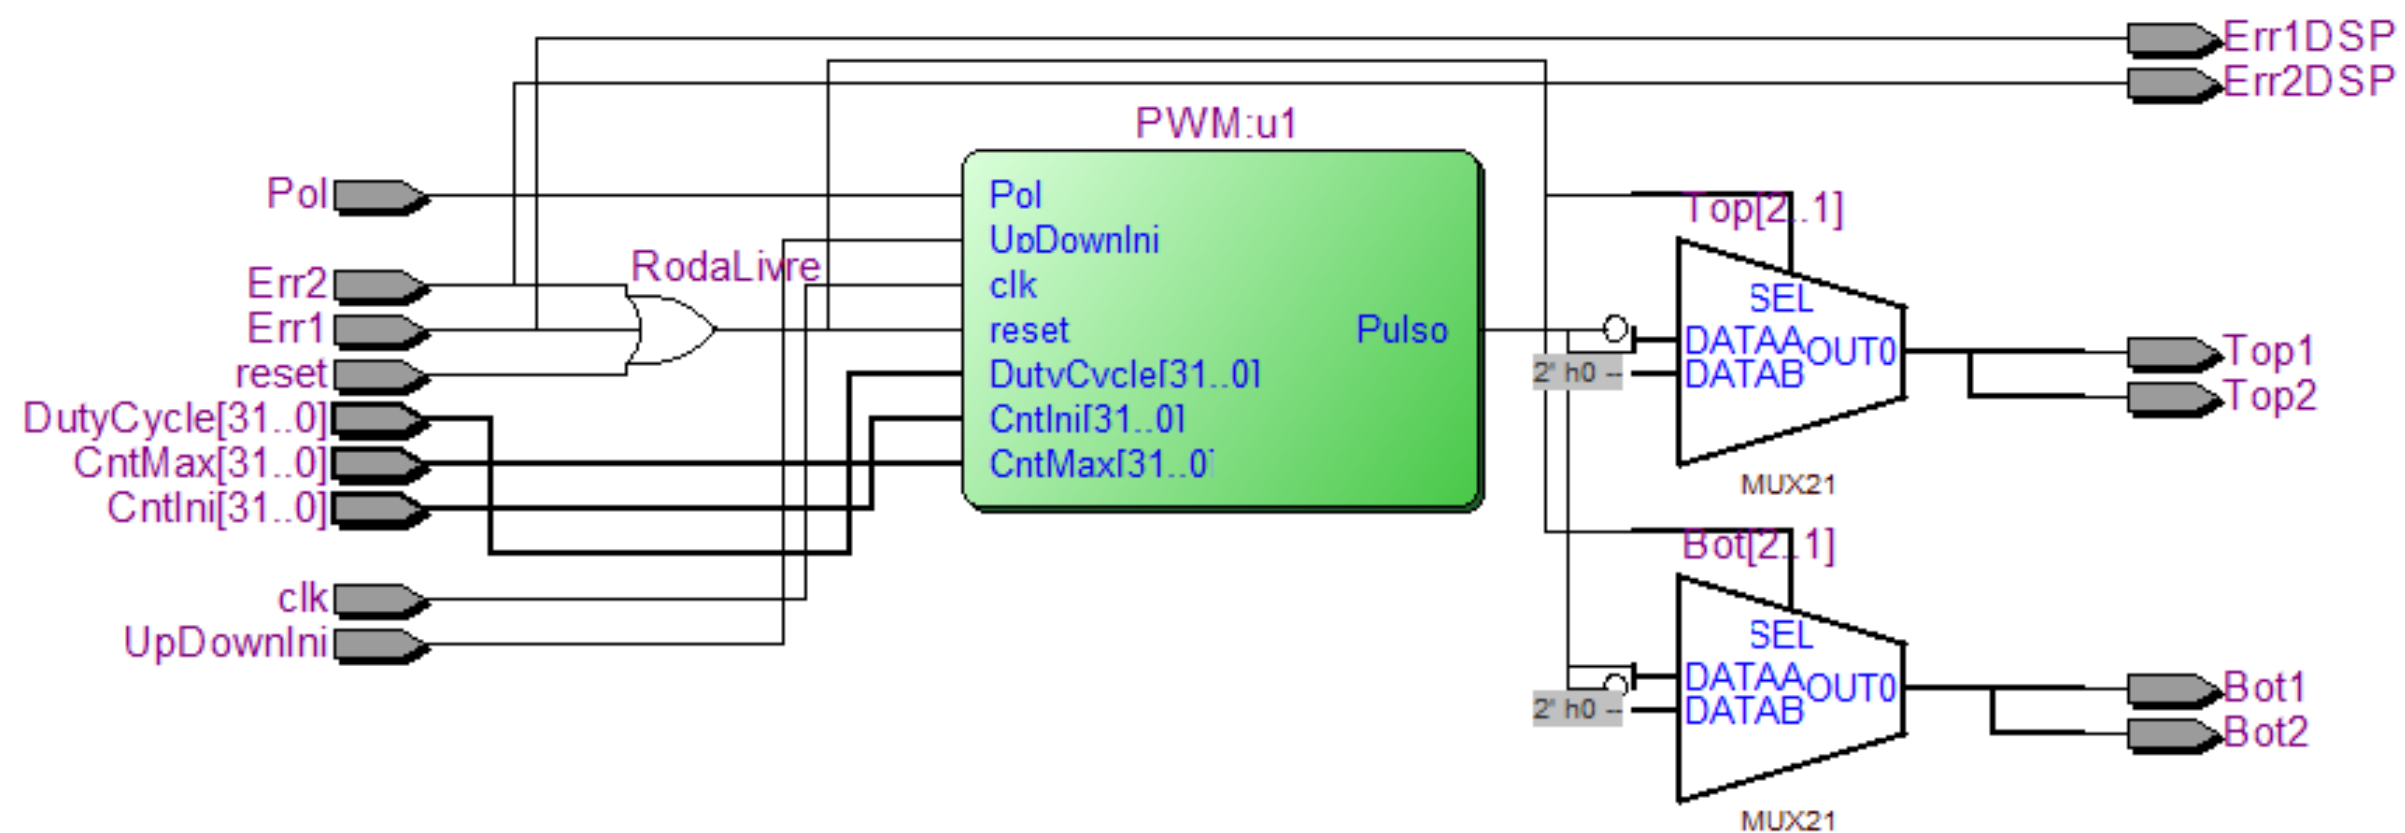 Err1DSP
Err2DSP
PWM:u1
Pol
Pol
Top[2..1]
UpDownIni
RodaLivre
Err2
clk
SEL
Err1
reset
Pulso
DATAA
OUT0
Top1
reset
DutyCycle[31..0]
2' h0 --
DATAB
Top2
DutyCycle[31..0]
CntIni[31..0]
CntMax[31..0]
CntMax[31..0]
MUX21
CntIni[31..0]
Bot[2..1]
clk
UpDownIni
SEL
DATAA
OUT0
Bot1
2' h0 --
DATAB
Bot2
MUX21